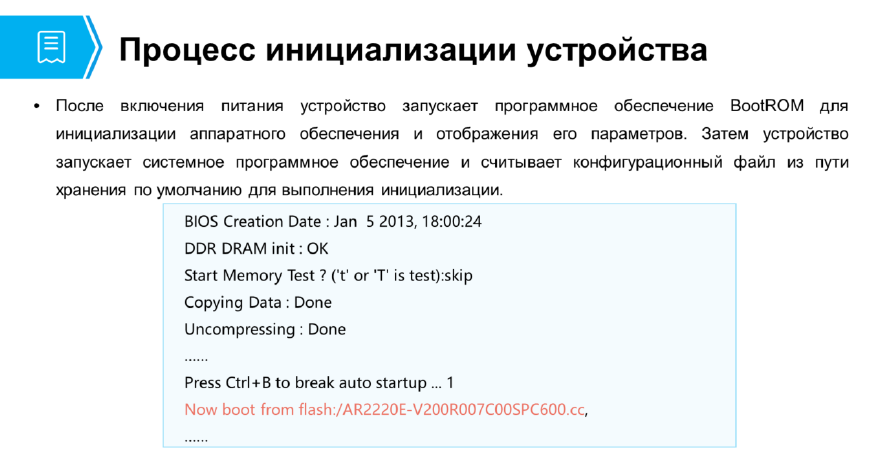 Процесс инициализации устройства
• После включения питания устройство запускает программное обеспечение BootROM для
инициализации аппаратного обеспечения и отображения его параметров. Затем устройство
запускает системное программное обеспечение и считывает конфигурационный файл из пути
хранения по умолчанию для выполнения инициализации.
BIOS Creation Date : Jan  5 2013, 18:00:24
DDR DRAM init : OK
Start Memory Test ? ('t' or 'T' is test):skip
Copying Data : Done
Uncompressing : Done
......
Press Ctrl+B to break auto startup ... 1
Now boot from flash:/AR2220E-V200R007C00SPC600.cc,
......